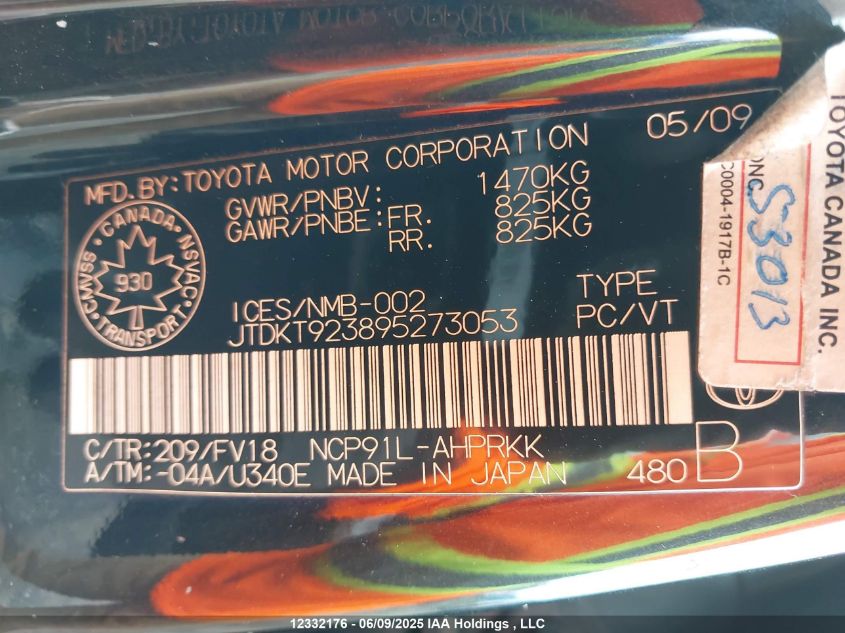 MFD.BY:TOYOTA MOTOR CORPORATION 05/09
GVWR/PNBV: 1470KG
GAWR/PNBE: FR. 825KG
RR. 825KG
CANADA
CMVSS NSVAC
930
TRANSPORT
ICES/NMB-002 TYPE
JTDKT923895273053 PC/VT
C/TR:209/FV18 NCP91L-AHPRKK
A/TM:-04A/U340E MADE IN JAPAN 480 B
TOYOTA CANADA INC.
S3013
C0004-1917B-1C
12332176 - 06/09/2025 IAA Holdings , LLC